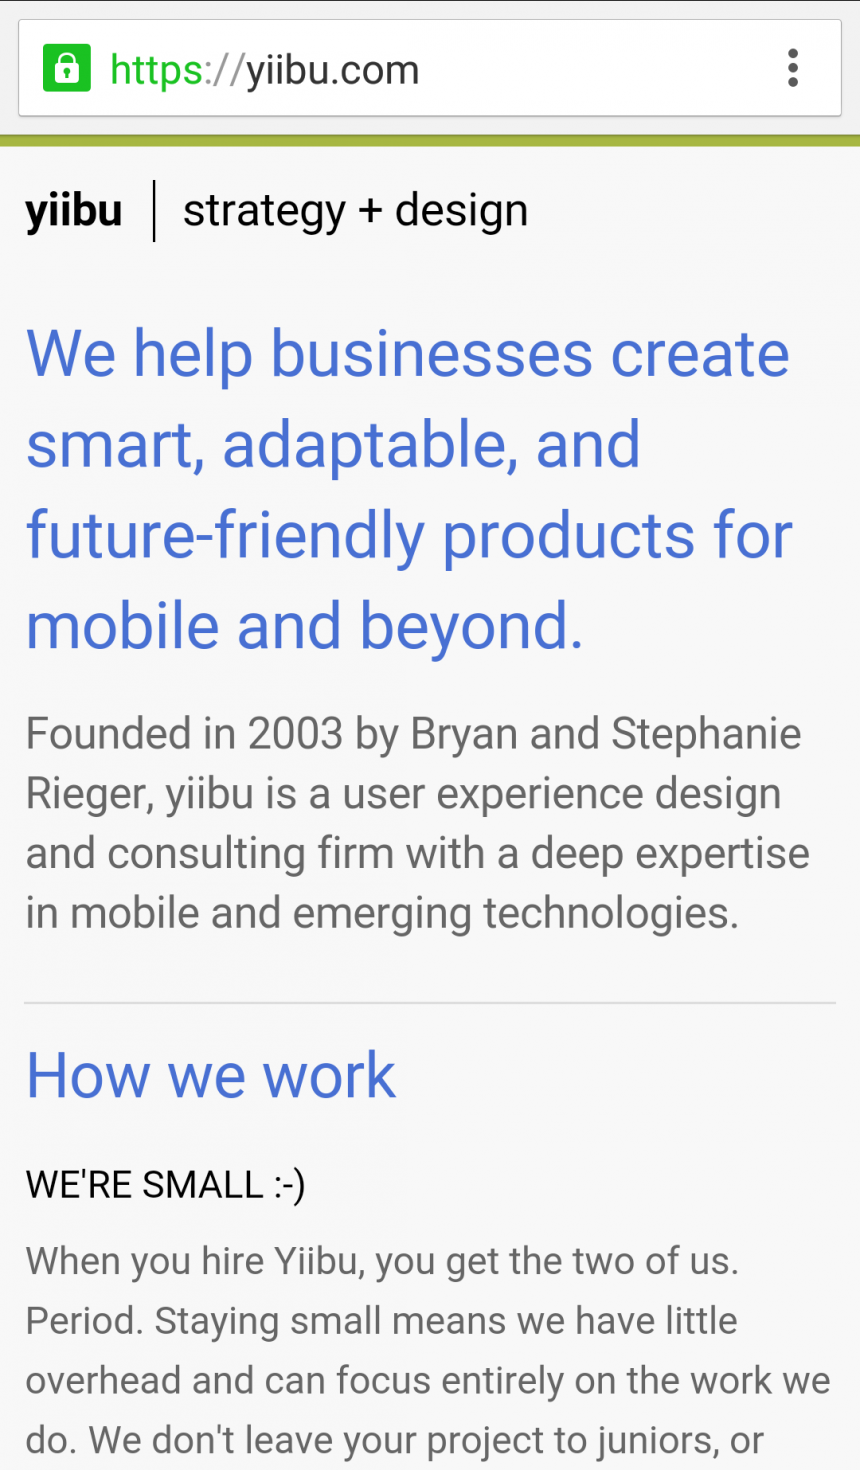 https://yiibu.com
yiibu | strategy + design
We help businesses create
smart, adaptable, and
future-friendly products for
mobile and beyond.
Founded in 2003 by Bryan and Stephanie
Rieger, yiibu is a user experience design
and consulting firm with a deep expertise
in mobile and emerging technologies.
How we work
WE'RE SMALL :-)
When you hire Yiibu, you get the two of us.
Period. Staying small means we have little
overhead and can focus entirely on the work we
do. We don't leave your project to juniors, or